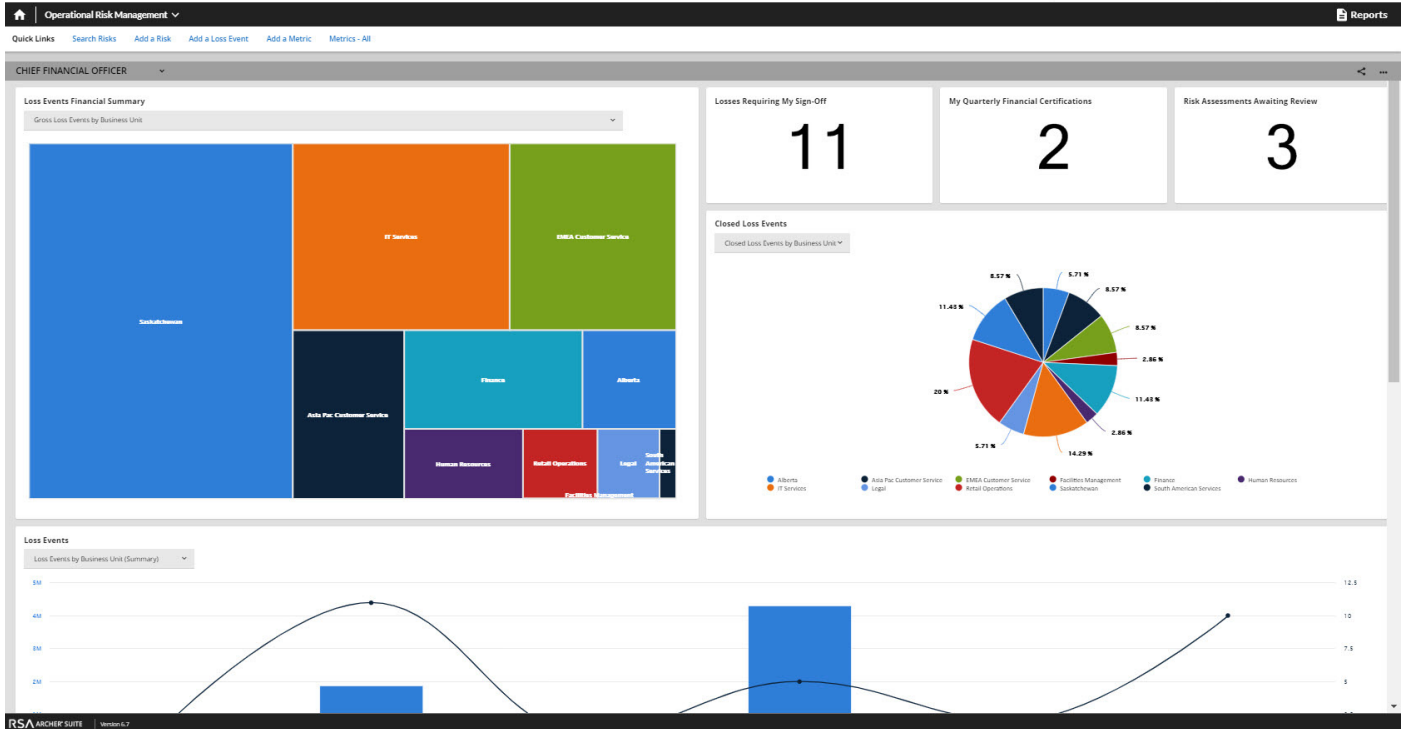 Operational Risk Management
Reports
Quick Links Search Risks Add a Risk Add a Loss Event Add a Metric Metrics - All
CHIEF FINANCIAL OFFICER
Loss Events Financial Summary
Gross Loss Events by Business Unit
Saskatchewan
IT Services
EMEA Customer Service
Asia Pac Customer Service
Finance
Alberta
Human Resources
Retail Operations
Legal
South
American
Services
Facilities Management
Losses Requiring My Sign-Off
11
My Quarterly Financial Certifications
2
Risk Assessments Awaiting Review
3
Closed Loss Events
Closed Loss Events by Business Unit
8.57 %
5.71 %
8.57 %
11.43 %
8.57 %
2.86 %
20 %
11.43 %
2.86 %
5.71 %
14.29 %
Alberta Asia Pac Customer Service EMEA Customer Service Facilities Management Finance Human Resources
IT Services Legal Retail Operations Saskatchewan South American Services
Loss Events
Loss Events by Business Unit (Summary)
5M 12.5
4M 10
3M 7.5
2M 5
RSA ARCHER® SUITE Version 6.7